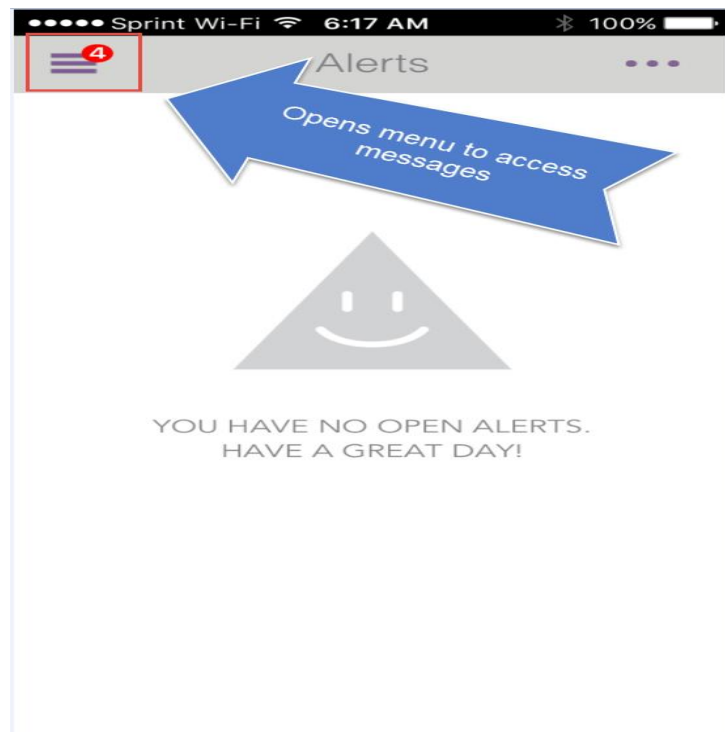 Sprint Wi-Fi 6:17 AM 100%
4 Alerts
Opens menu to access
messages
YOU HAVE NO OPEN ALERTS.
HAVE A GREAT DAY!